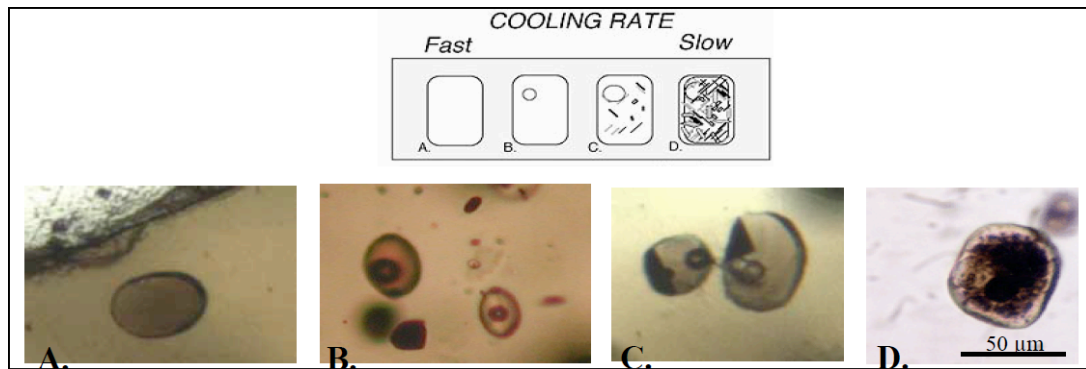 COOLING RATE
Fast Slow
A. B. C. D.
A. B. C. D.
50 µm